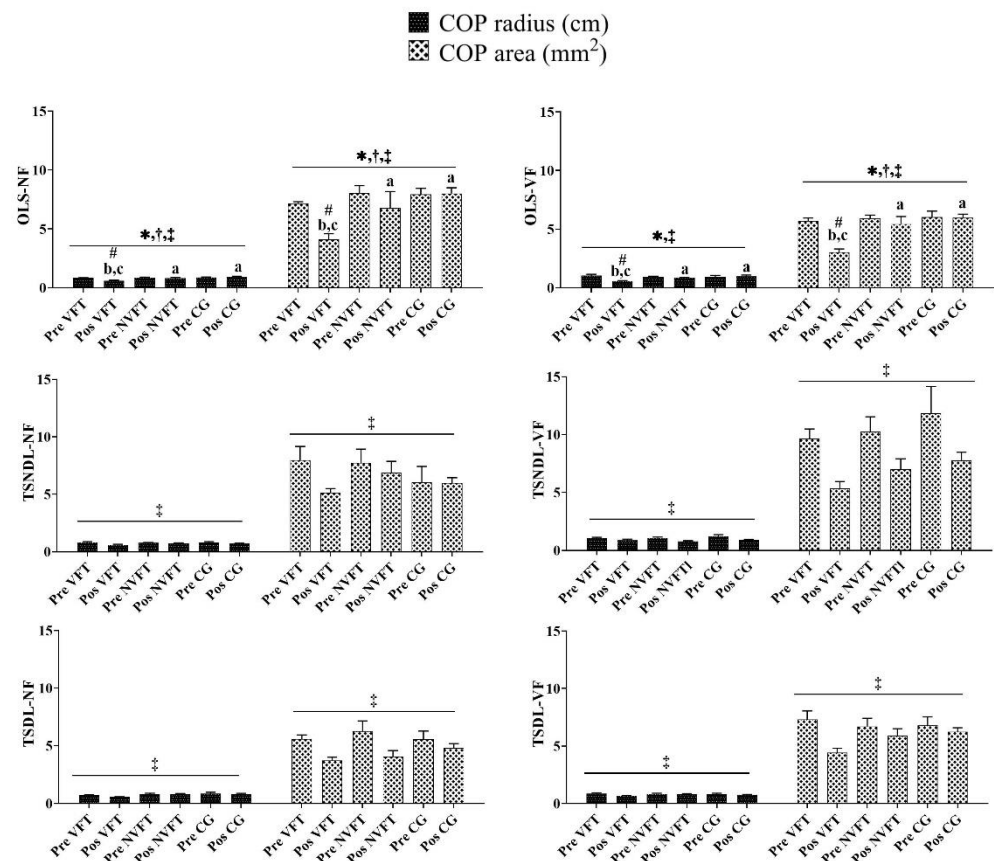 COP radius (cm)
COP area (mm²)
OLS-NF
15
10
5
0
*,†,‡
#
b,c
a
a
*,†,‡
#
b,c
a
a
Pre VFT
Pos VFT
Pre NVFT
Pos NVFT
Pre CG
Pos CG
Pre VFT
Pos VFT
Pre NVFT
Pos NVFT
Pre CG
Pos CG
OLS-VF
15
10
5
0
*,‡
#
b,c
a
a
*,†,‡
#
b,c
a
a
Pre VFT
Pos VFT
Pre NVFT
Pos NVFT
Pre CG
Pos CG
Pre VFT
Pos VFT
Pre NVFT
Pos NVFT
Pre CG
Pos CG
TSNDL-NF
15
10
5
0
‡
‡
Pre VFT
Pos VFT
Pre NVFT
Pos NVFT
Pre CG
Pos CG
Pre VFT
Pos VFT
Pre NVFT
Pos NVFT
Pre CG
Pos CG
TSNDL-VF
15
10
5
0
‡
‡
Pre VFT
Pos VFT
Pre NVFT
Pos NVFTl
Pre CG
Pos CG
Pre VFT
Pos VFT
Pre NVFT
Pos NVFTl
Pre CG
Pos CG
TSDL-NF
15
10
5
0
‡
‡
Pre VFT
Pos VFT
Pre NVFT
Pos NVFT
Pre CG
Pos CG
Pre VFT
Pos VFT
Pre NVFT
Pos NVFT
Pre CG
Pos CG
TSDL-VF
15
10
5
0
‡
‡
Pre VFT
Pos VFT
Pre NVFT
Pos NVFT
Pre CG
Pos CG
Pre VFT
Pos VFT
Pre NVFT
Pos NVFT
Pre CG
Pos CG